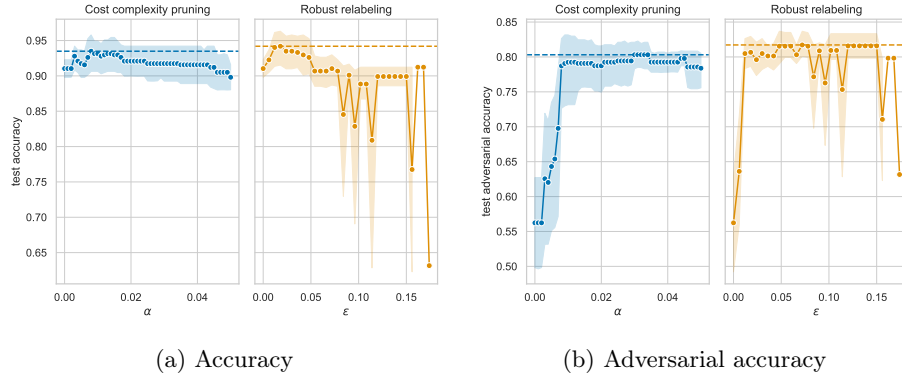 Cost complexity pruning
Robust relabeling
test accuracy
0.95
0.90
0.85
0.80
0.75
0.70
0.65
0.00
0.02
0.04
α
0.00
0.05
0.10
0.15
ε
(a) Accuracy
Cost complexity pruning
Robust relabeling
test adversarial accuracy
0.85
0.80
0.75
0.70
0.65
0.60
0.55
0.50
0.00
0.02
0.04
α
0.00
0.05
0.10
0.15
ε
(b) Adversarial accuracy